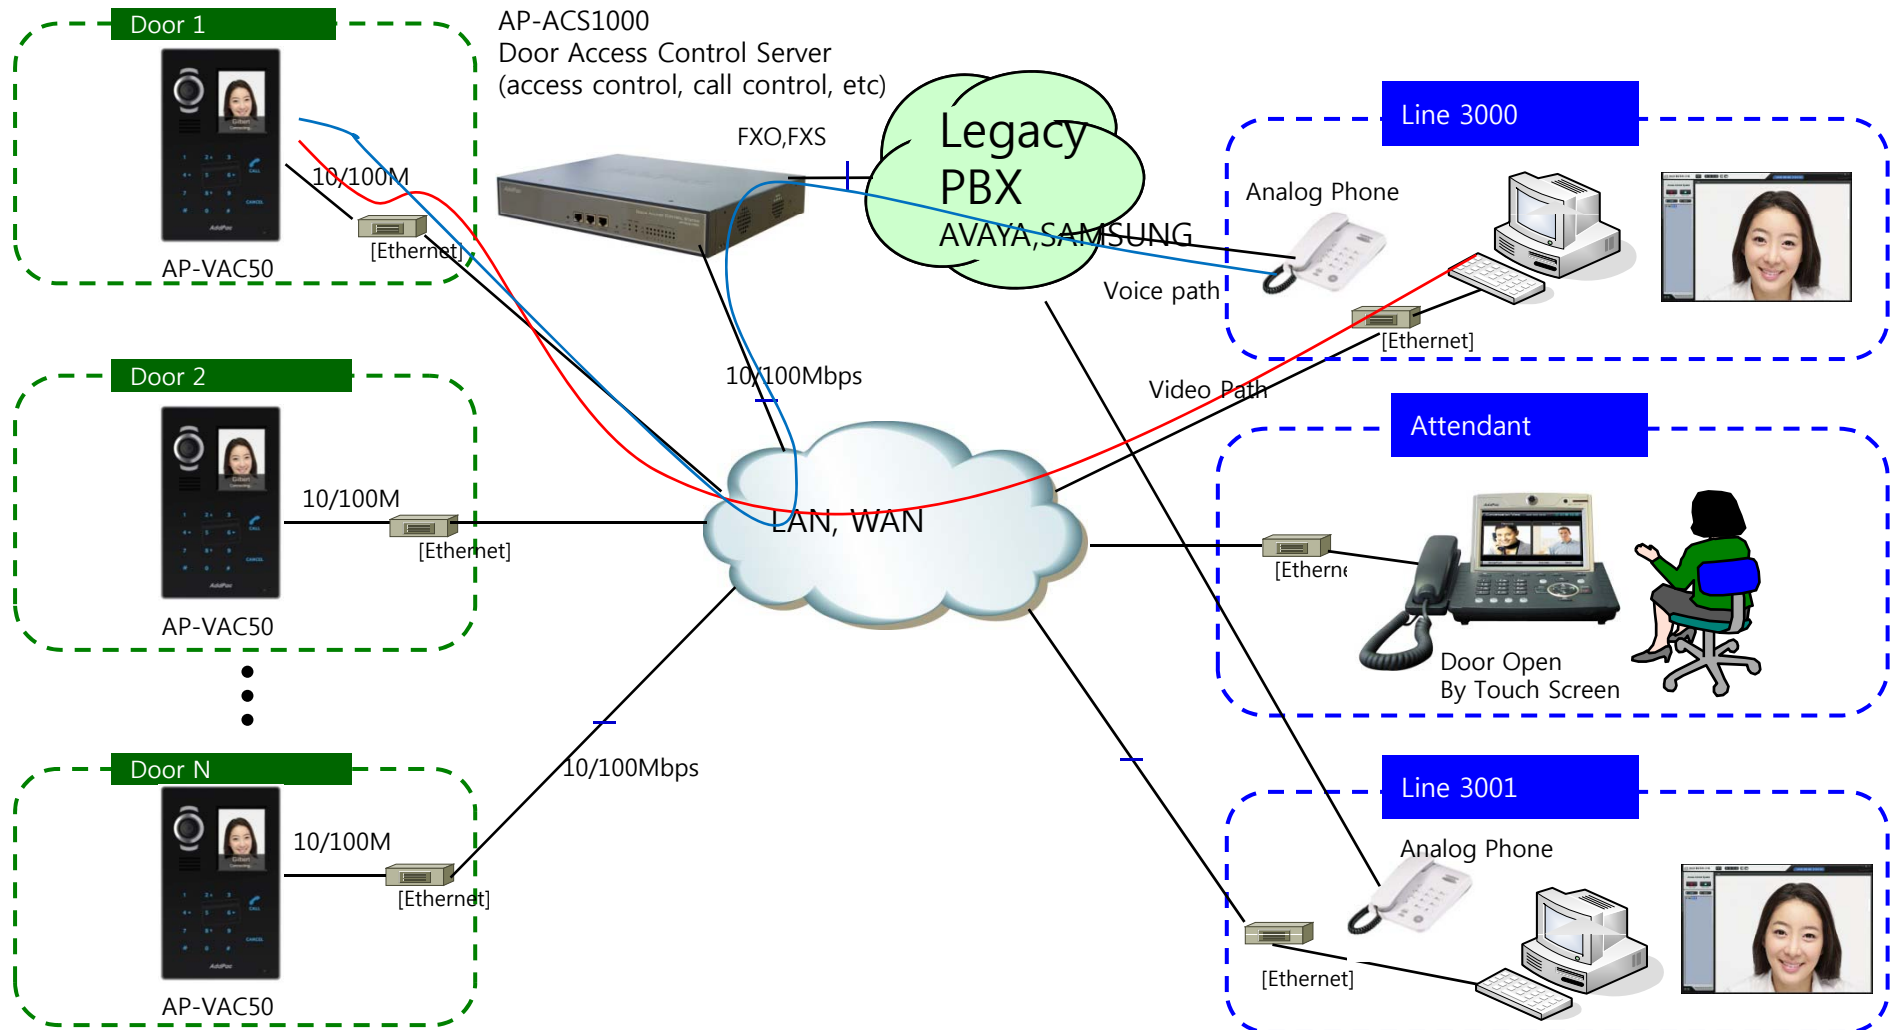 Door 1
AP-VAC50
10/100M
[Ethernet]
AP-ACS1000
Door Access Control Server
(access control, call control, etc)
FXO,FXS
Legacy
PBX
AVAYA,SAMSUNG
Voice path
Line 3000
Analog Phone
[Ethernet]
Video Path
10/100Mbps
Door 2
AddPac
AP-VAC50
10/100M
[Ethernet]
LAN, WAN
Attendant
[Etherne
Door Open
By Touch Screen
Door N
AddPac
AP-VAC50
10/100M
[Ethernet]
10/100Mbps
Line 3001
Analog Phone
[Ethernet]